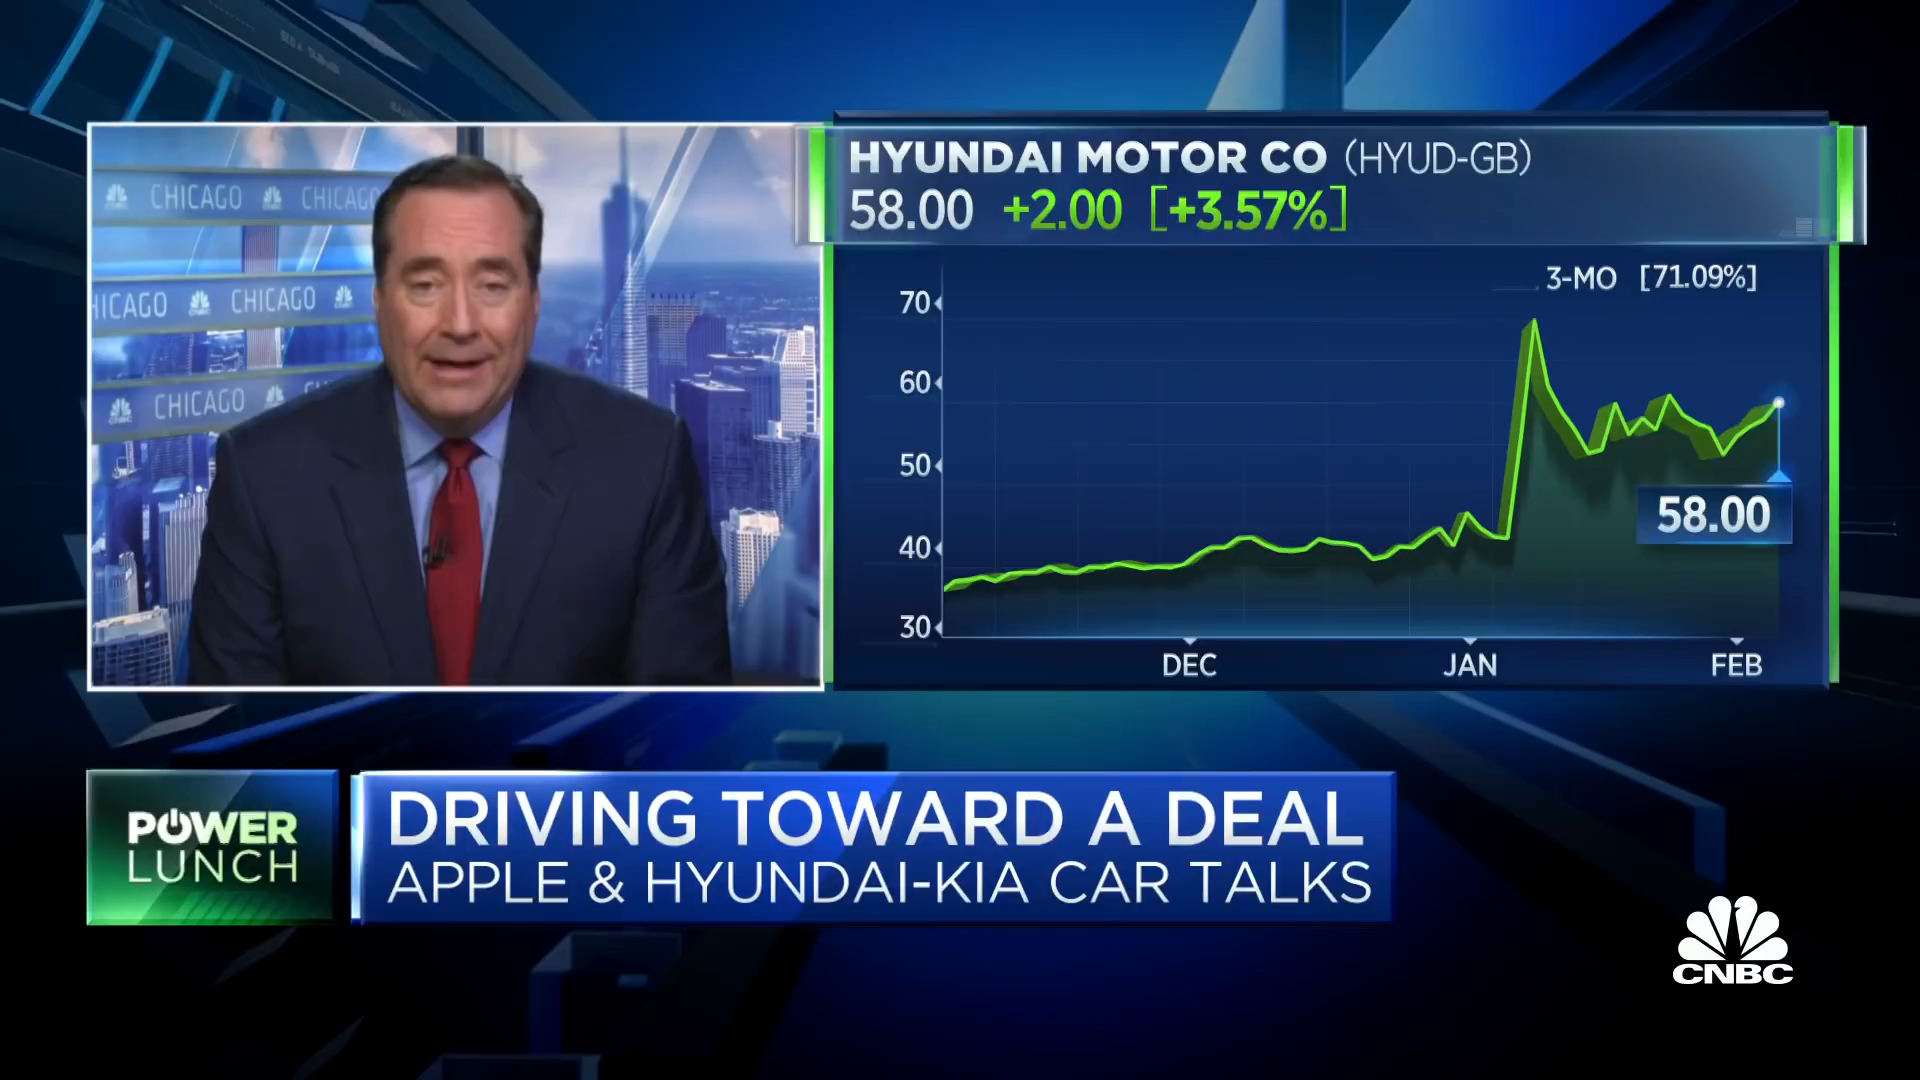 CHICAGO CHICAGO
HICAGO CHICAGO
CHICAGO
CNBC
HYUNDAI MOTOR CO (HYUD-GB)
58.00 +2.00 [+3.57%]
3-MO [71.09%]
70
60
50
40
30
58.00
DEC JAN FEB
POWER
LUNCH
DRIVING TOWARD A DEAL
APPLE & HYUNDAI-KIA CAR TALKS
CNBC